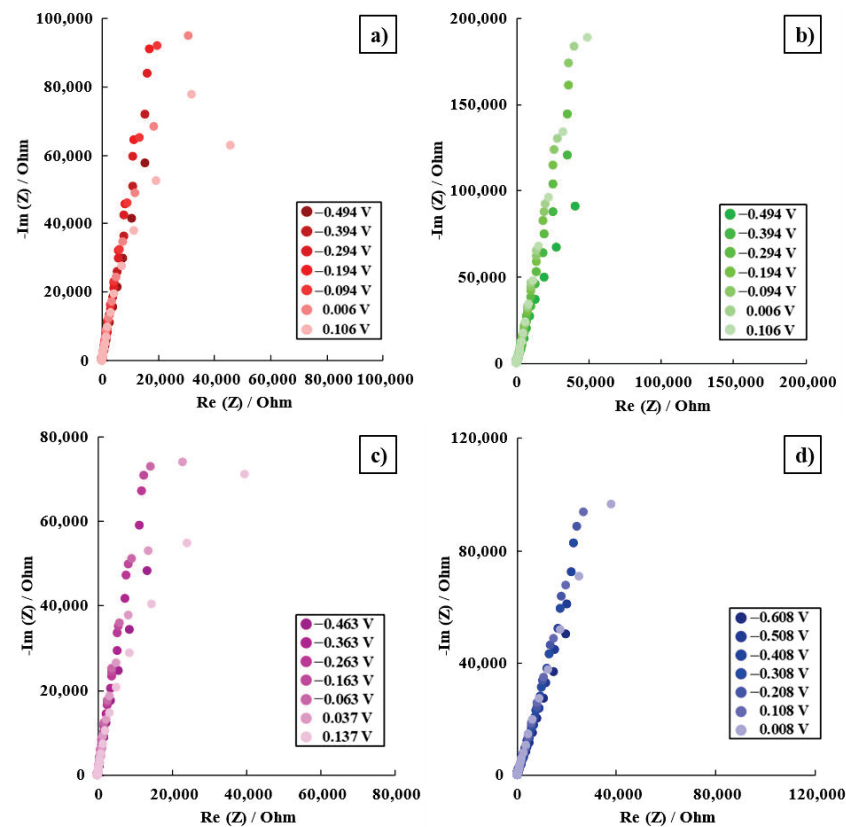 100,000
80,000
60,000
40,000
20,000
0
-Im (Z) / Ohm
a)
−0.494 V
−0.394 V
−0.294 V
−0.194 V
−0.094 V
0.006 V
0.106 V
0 20,000 40,000 60,000 80,000 100,000
Re (Z) / Ohm
200,000
150,000
100,000
50,000
0
-Im (Z) / Ohm
b)
−0.494 V
−0.394 V
−0.294 V
−0.194 V
−0.094 V
0.006 V
0.106 V
0 50,000 100,000 150,000 200,000
Re (Z) / Ohm
80,000
60,000
40,000
20,000
0
-Im (Z) / Ohm
c)
−0.463 V
−0.363 V
−0.263 V
−0.163 V
−0.063 V
0.037 V
0.137 V
0 20,000 40,000 60,000 80,000
Re (Z) / Ohm
120,000
80,000
40,000
0
-Im (Z) / Ohm
d)
−0.608 V
−0.508 V
−0.408 V
−0.308 V
−0.208 V
0.108 V
0.008 V
0 40,000 80,000 120,000
Re (Z) / Ohm